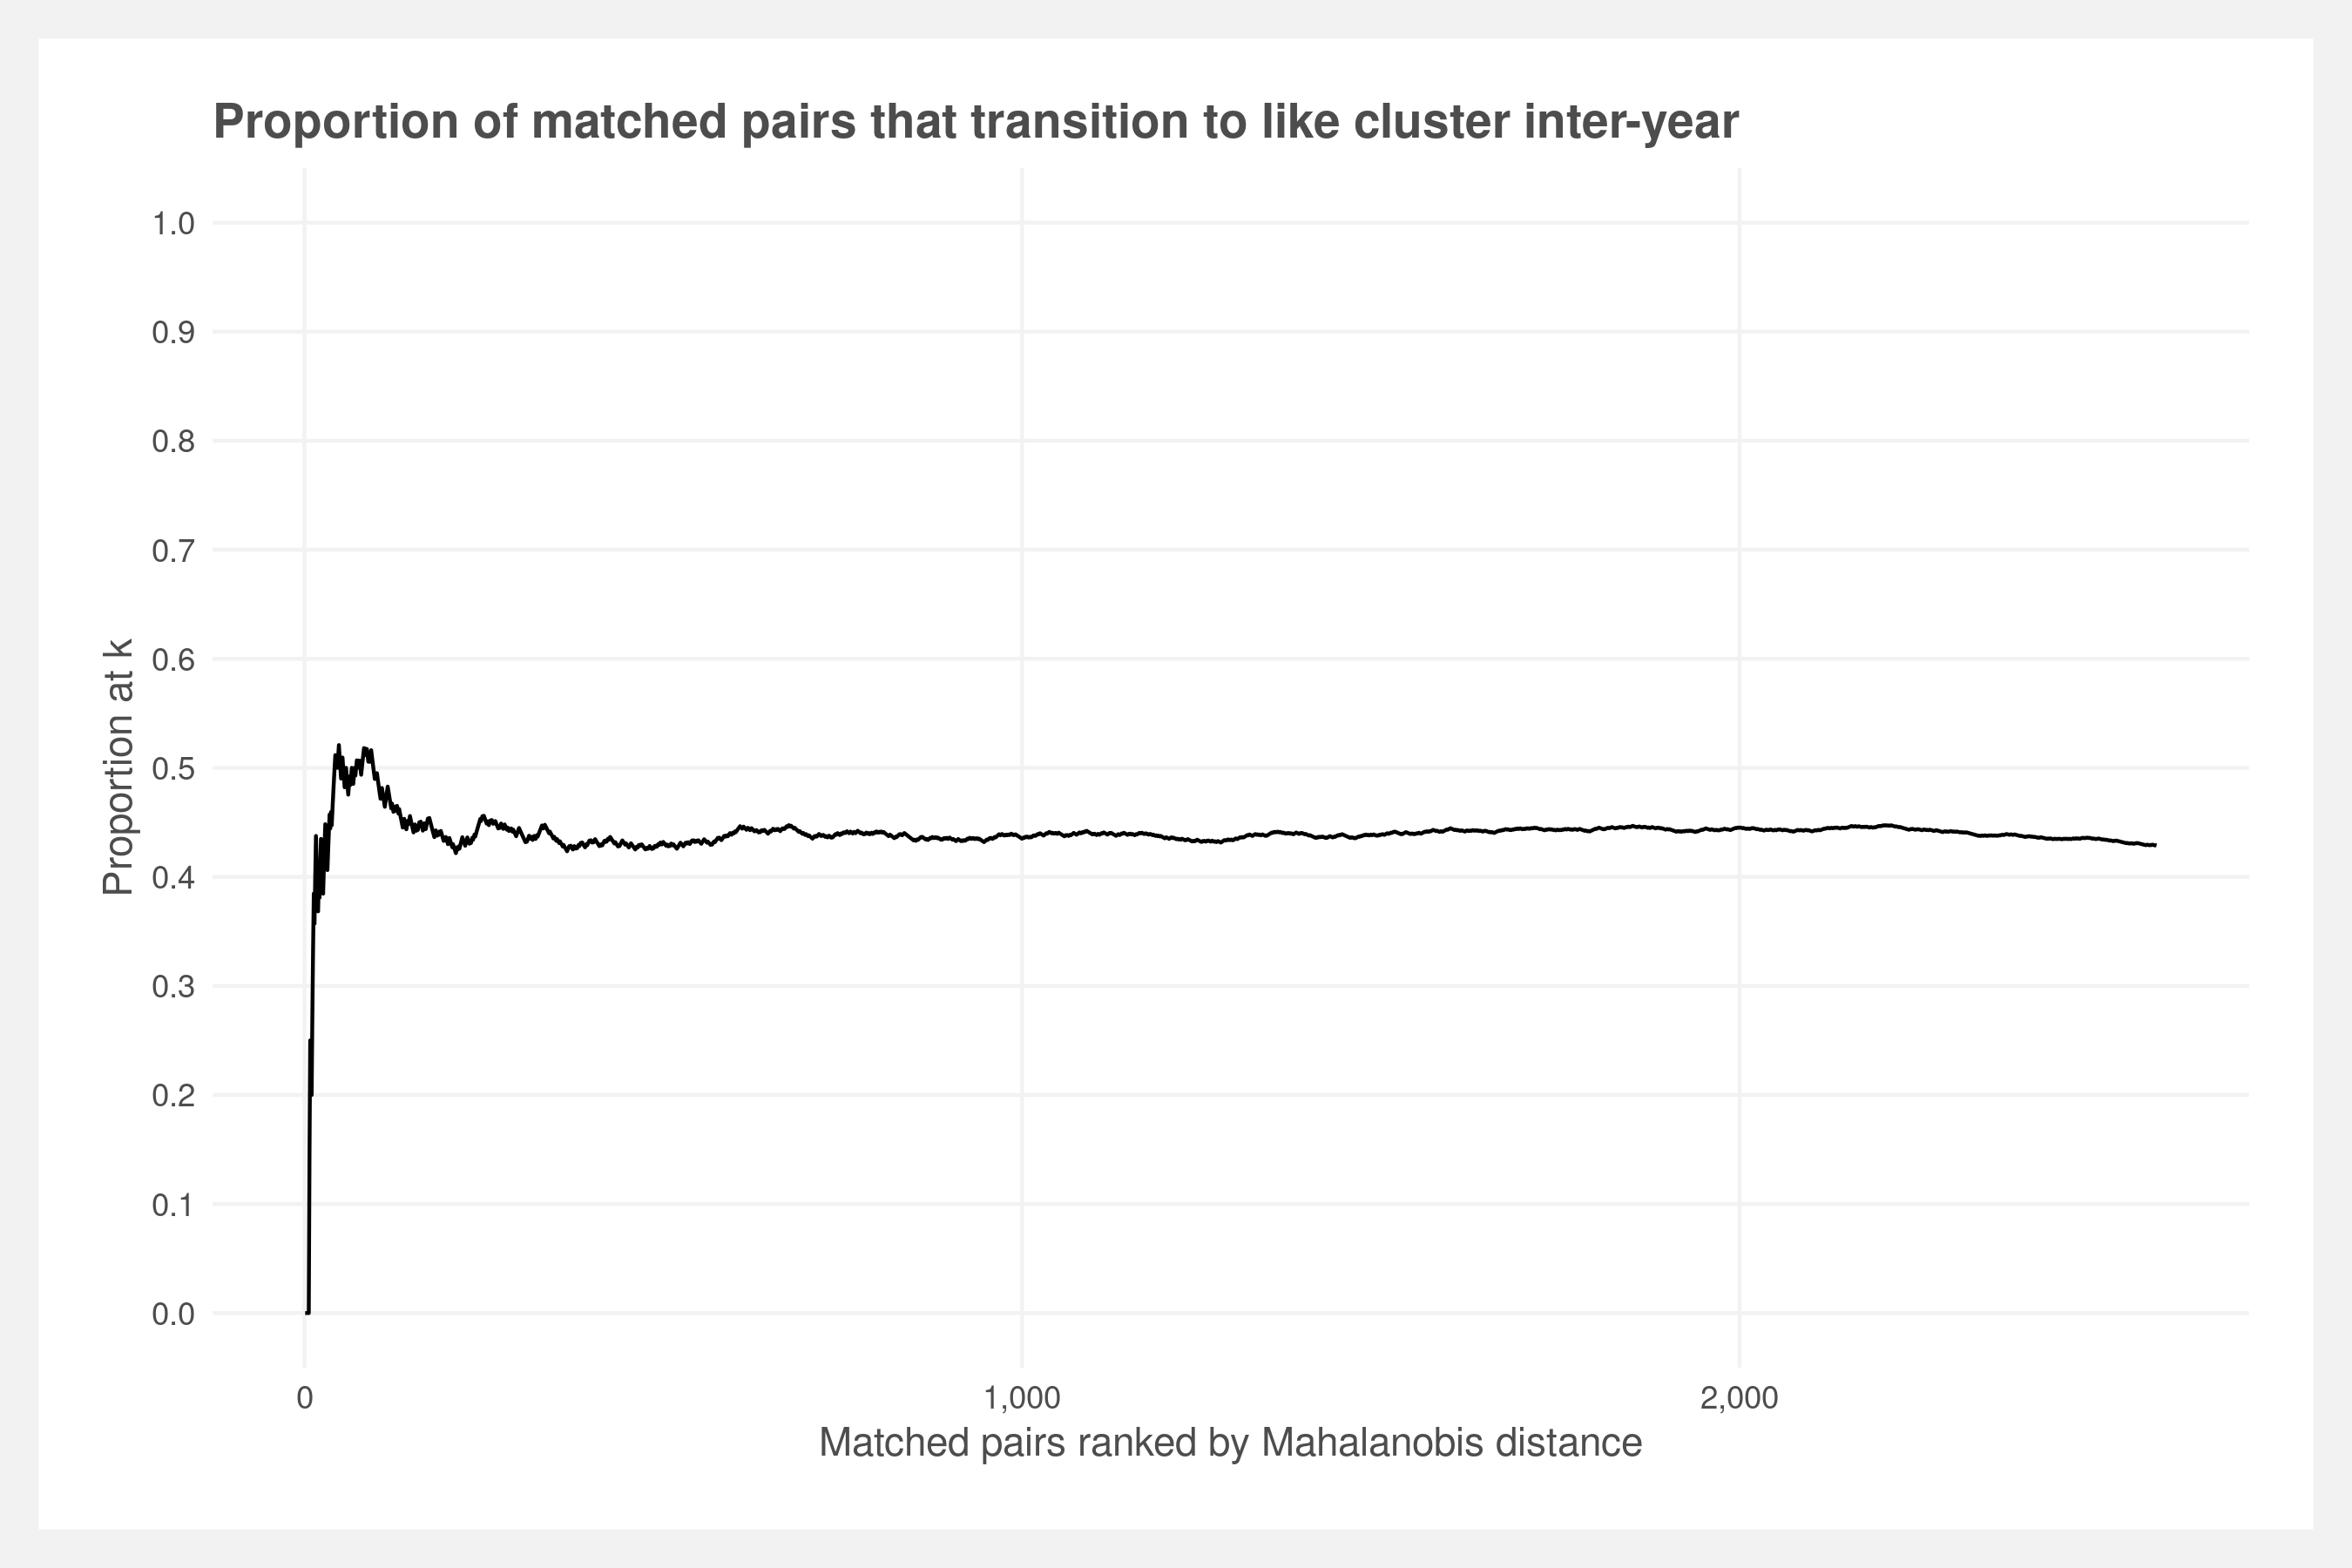 Proportion of matched pairs that transition to like cluster inter-year
1.0
0.9
0.8
0.7
0.6
0.5
0.4
0.3
0.2
0.1
0.0
Proportion at k
0 1,000 2,000
Matched pairs ranked by Mahalanobis distance